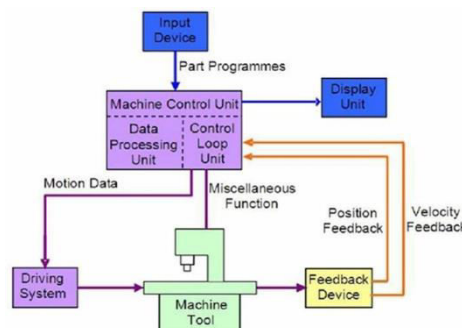 Input
Device
Part Programmes
Machine Control Unit
Display
Unit
Data
Processing
Unit
Control
Loop
Unit
Motion Data
Miscellaneous
Function
Position
Feedback
Velocity
Feedback
Driving
System
Feedback
Device
Machine
Tool